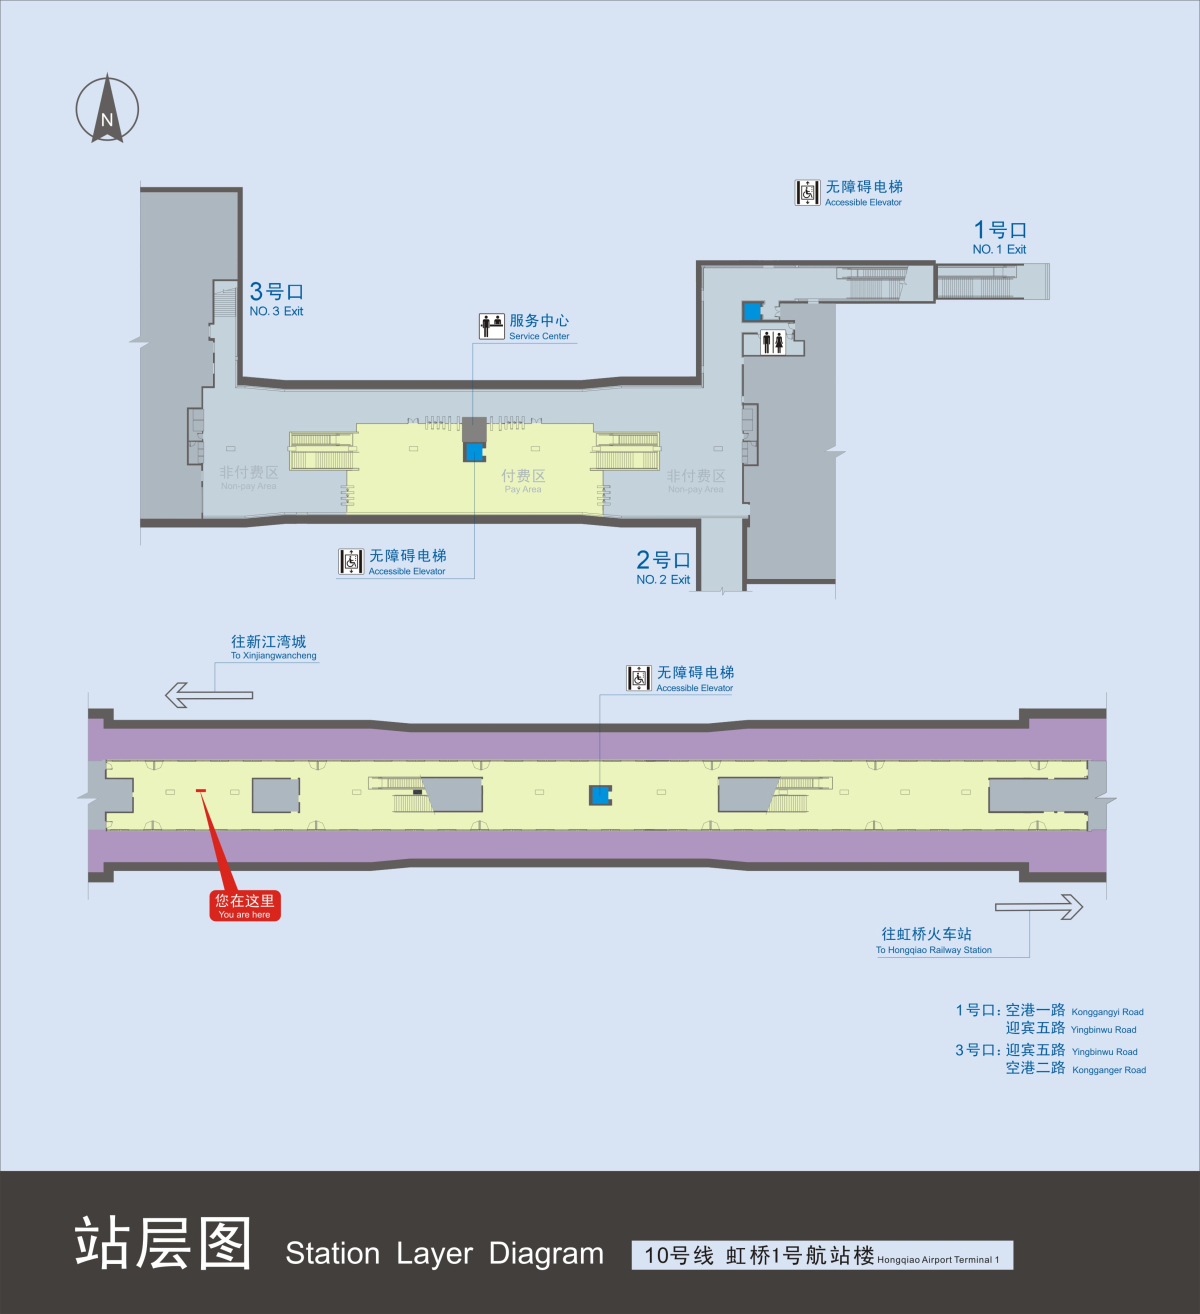 N
无障碍电梯
Accessible Elevator
1号口
NO. 1 Exit
3号口
NO. 3 Exit
服务中心
Service Center
非付费区
Non-pay Area
付费区
Pay Area
非付费区
Non-pay Area
无障碍电梯
Accessible Elevator
2号口
NO. 2 Exit
往新江湾城
To Xinjiangwancheng
无障碍电梯
Accessible Elevator
您在这里
You are here
往虹桥火车站
To Hongqiao Railway Station
1号口: 空港一路 Konggangyi Road
迎宾五路 Yingbinwu Road
3号口: 迎宾五路 Yingbinwu Road
空港二路 Kongganger Road
站层图 Station Layer Diagram 10号线 虹桥1号航站楼 Hongqiao Airport Terminal 1